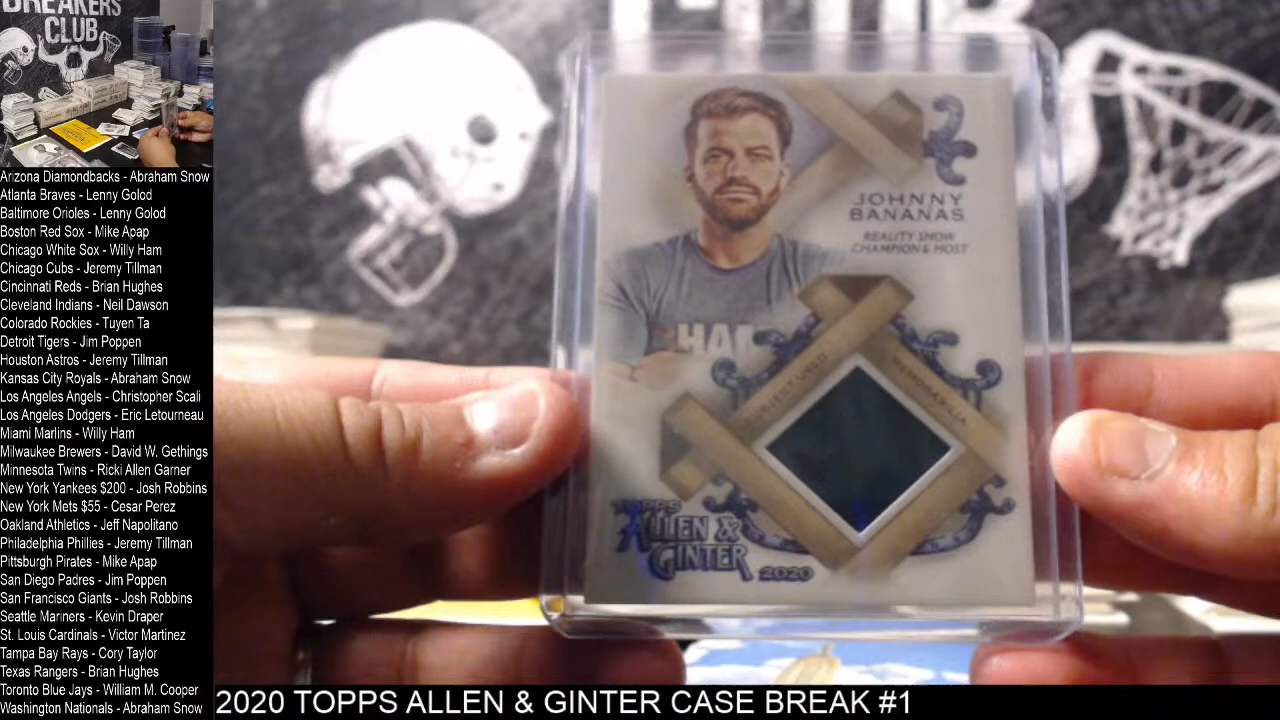 BREAKERS
CLUB
Arizona Diamondbacks - Abraham Snow
Atlanta Braves - Lenny Golod
Baltimore Orioles - Lenny Golod
Boston Red Sox - Mike Apap
Chicago White Sox - Willy Ham
Chicago Cubs - Jeremy Tillman
Cincinnati Reds - Brian Hughes
Cleveland Indians - Neil Dawson
Colorado Rockies - Tuyen Ta
Detroit Tigers - Jim Poppen
Houston Astros - Jeremy Tillman
Kansas City Royals - Abraham Snow
Los Angeles Angels - Christopher Scali
Los Angeles Dodgers - Eric Letourneau
Miami Marlins - Willy Ham
Milwaukee Brewers - David W. Gethings
Minnesota Twins - Ricki Allen Garner
New York Yankees $200 - Josh Robbins
New York Mets $55 - Cesar Perez
Oakland Athletics - Jeff Napolitano
Philadelphia Phillies - Jeremy Tillman
Pittsburgh Pirates - Mike Apap
San Diego Padres - Jim Poppen
San Francisco Giants - Josh Robbins
Seattle Mariners - Kevin Draper
St. Louis Cardinals - Victor Martinez
Tampa Bay Rays - Cory Taylor
Texas Rangers - Brian Hughes
Toronto Blue Jays - William M. Cooper
Washington Nationals - Abraham Snow
CLUB
JOHNNY
BANANAS
REALITY SHOW
CHAMPION & HOST
MEMORABILIA
TOPPS
ALLEN &
GINTER
2020
2020 TOPPS ALLEN & GINTER CASE BREAK #1